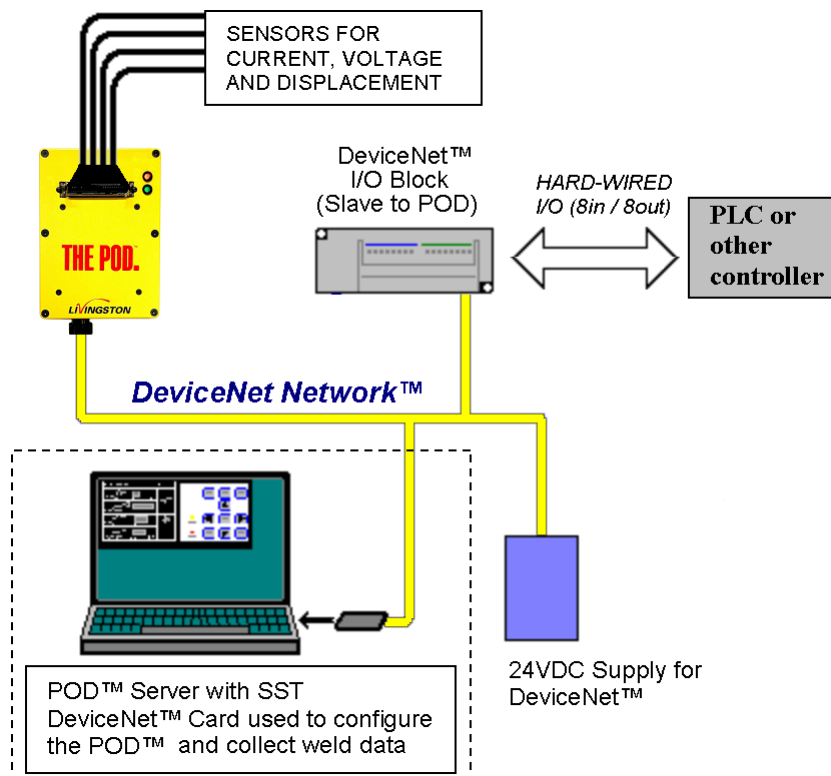 SENSORS FOR
CURRENT, VOLTAGE
AND DISPLACEMENT
DeviceNet™
I/O Block
(Slave to POD)
HARD-WIRED
I/O (8in / 8out)
PLC or
other
controller
THE POD™
LIVINGSTON
DeviceNet Network™
24VDC Supply for
DeviceNet™
POD™ Server with SST
DeviceNet™ Card used to configure
the POD™ and collect weld data